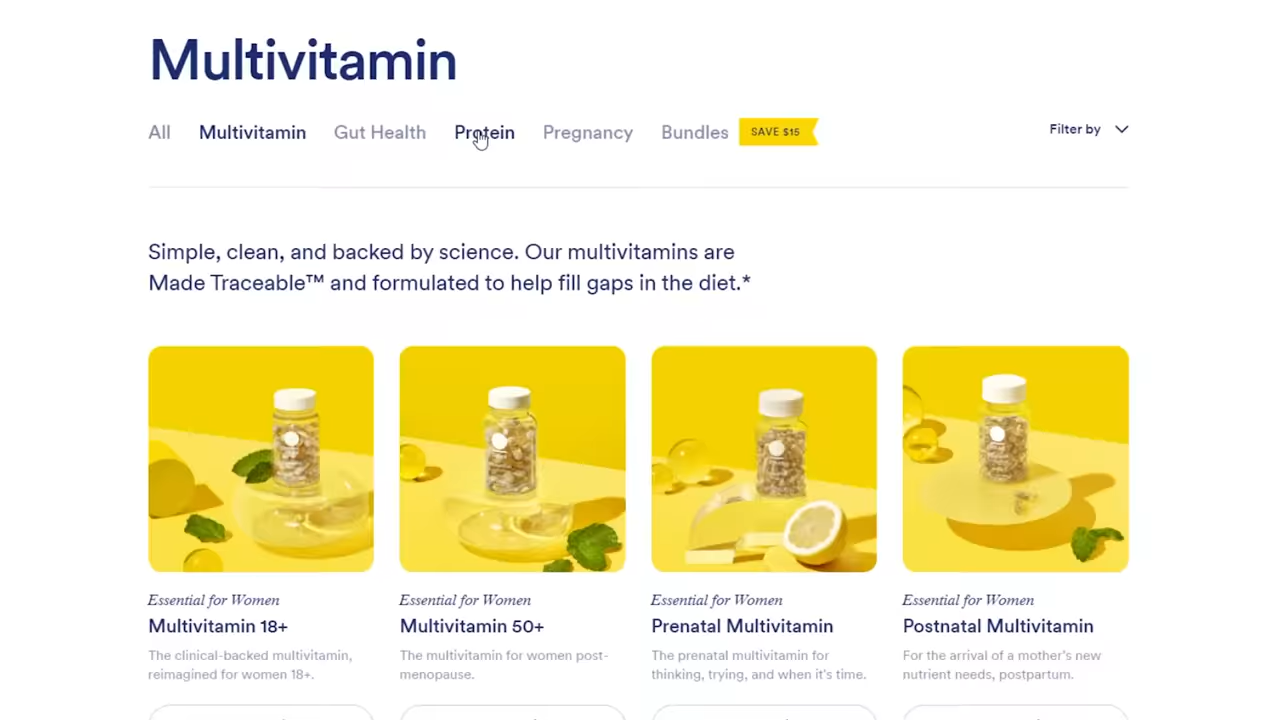 Multivitamin
All Multivitamin Gut Health Protein Pregnancy Bundles SAVE $15 Filter by
Simple, clean, and backed by science. Our multivitamins are
Made Traceable™ and formulated to help fill gaps in the diet.*
Essential for Women
Multivitamin 18+
The clinical-backed multivitamin,
reimagined for women 18+.
Essential for Women
Multivitamin 50+
The multivitamin for women post-
menopause.
Essential for Women
Prenatal Multivitamin
The prenatal multivitamin for
thinking, trying, and when it's time.
Essential for Women
Postnatal Multivitamin
For the arrival of a mother's new
nutrient needs, postpartum.